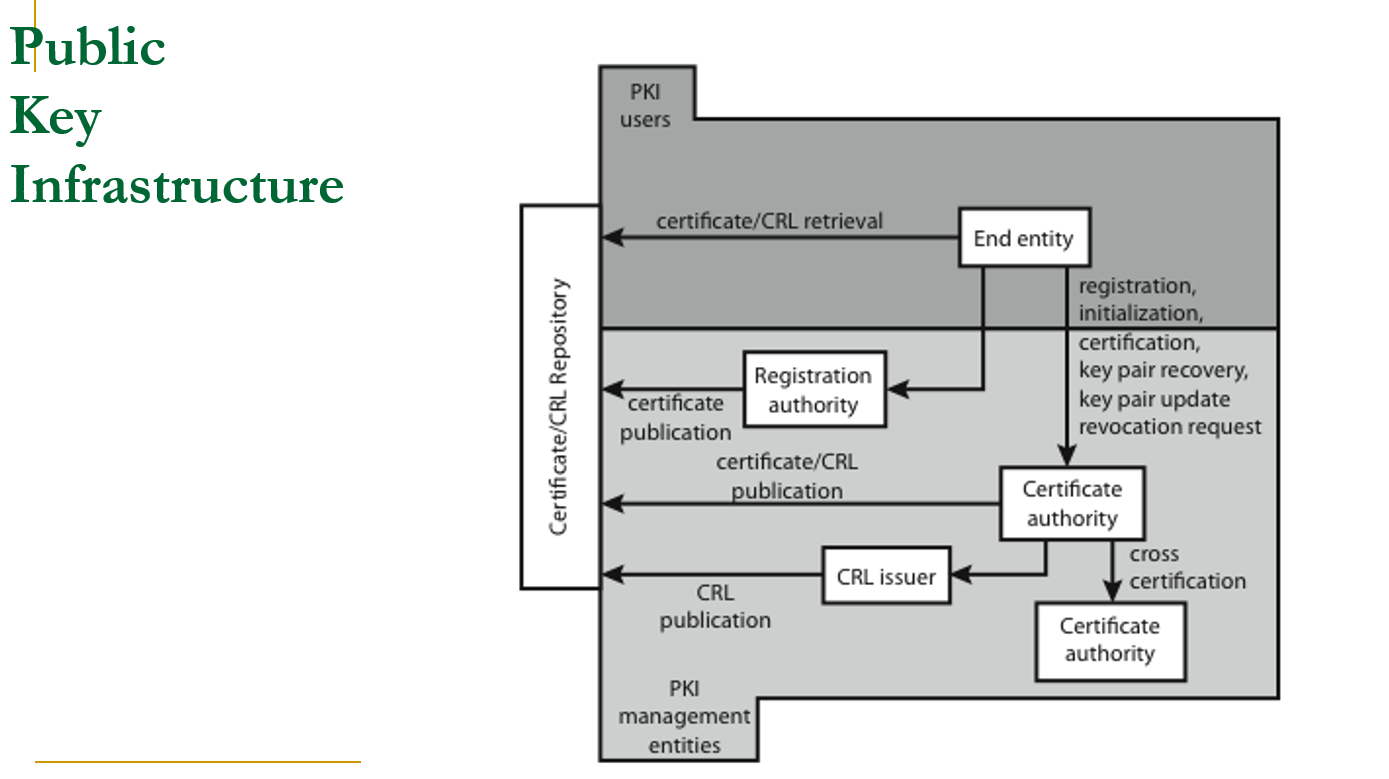 Public
Key
Infrastructure
PKI
users
certificate/CRL retrieval
End entity
registration,
initialization,
certification,
key pair recovery,
key pair update
revocation request
Certificate/CRL Repository
Registration
authority
certificate
publication
certificate/CRL
publication
Certificate
authority
CRL issuer
cross
certification
CRL
publication
Certificate
authority
PKI
management
entities